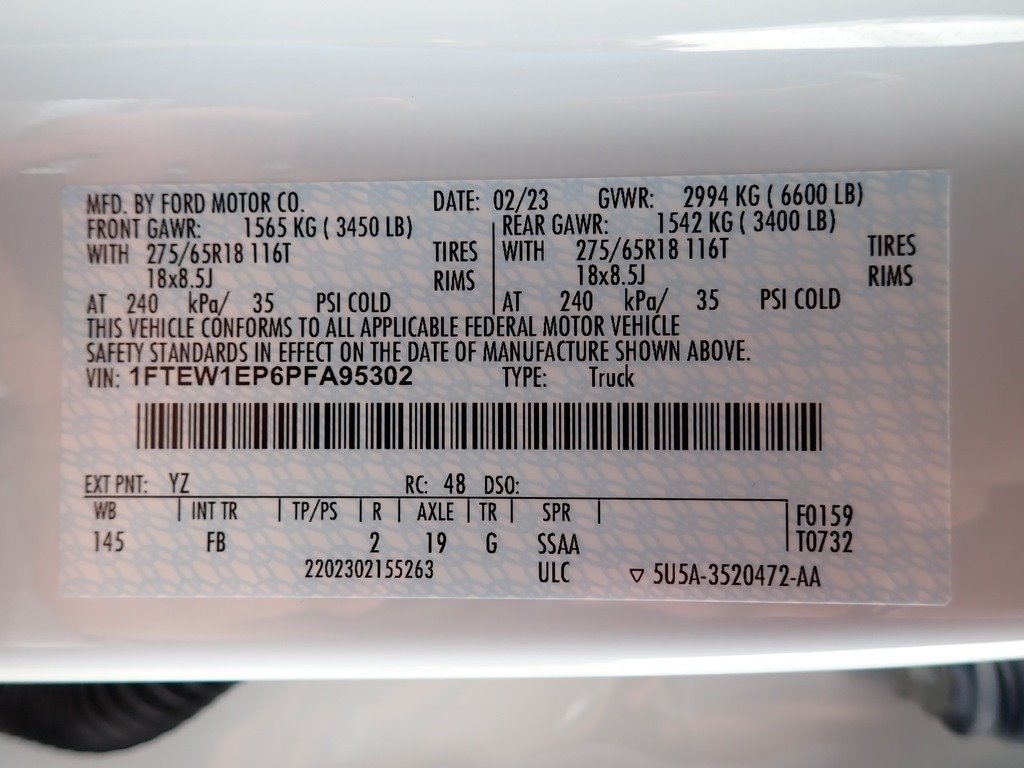 MFD. BY FORD MOTOR CO. DATE: 02/23 GVWR: 2994 KG ( 6600 LB)
FRONT GAWR: 1565 KG ( 3450 LB) REAR GAWR: 1542 KG ( 3400 LB)
WITH 275/65R18 116T TIRES WITH 275/65R18 116T TIRES
18x8.5J RIMS 18x8.5J RIMS
AT 240 kPa/ 35 PSI COLD AT 240 kPa/ 35 PSI COLD
THIS VEHICLE CONFORMS TO ALL APPLICABLE FEDERAL MOTOR VEHICLE
SAFETY STANDARDS IN EFFECT ON THE DATE OF MANUFACTURE SHOWN ABOVE.
VIN: 1FTEW1EP6PFA95302 TYPE: Truck
EXT PNT: YZ RC: 48 DSO:
WB INT TR TP/PS R AXLE TR SPR F0159
145 FB 2 19 G SSAA T0732
2202302155263 ULC ▽ 5U5A-3520472-AA